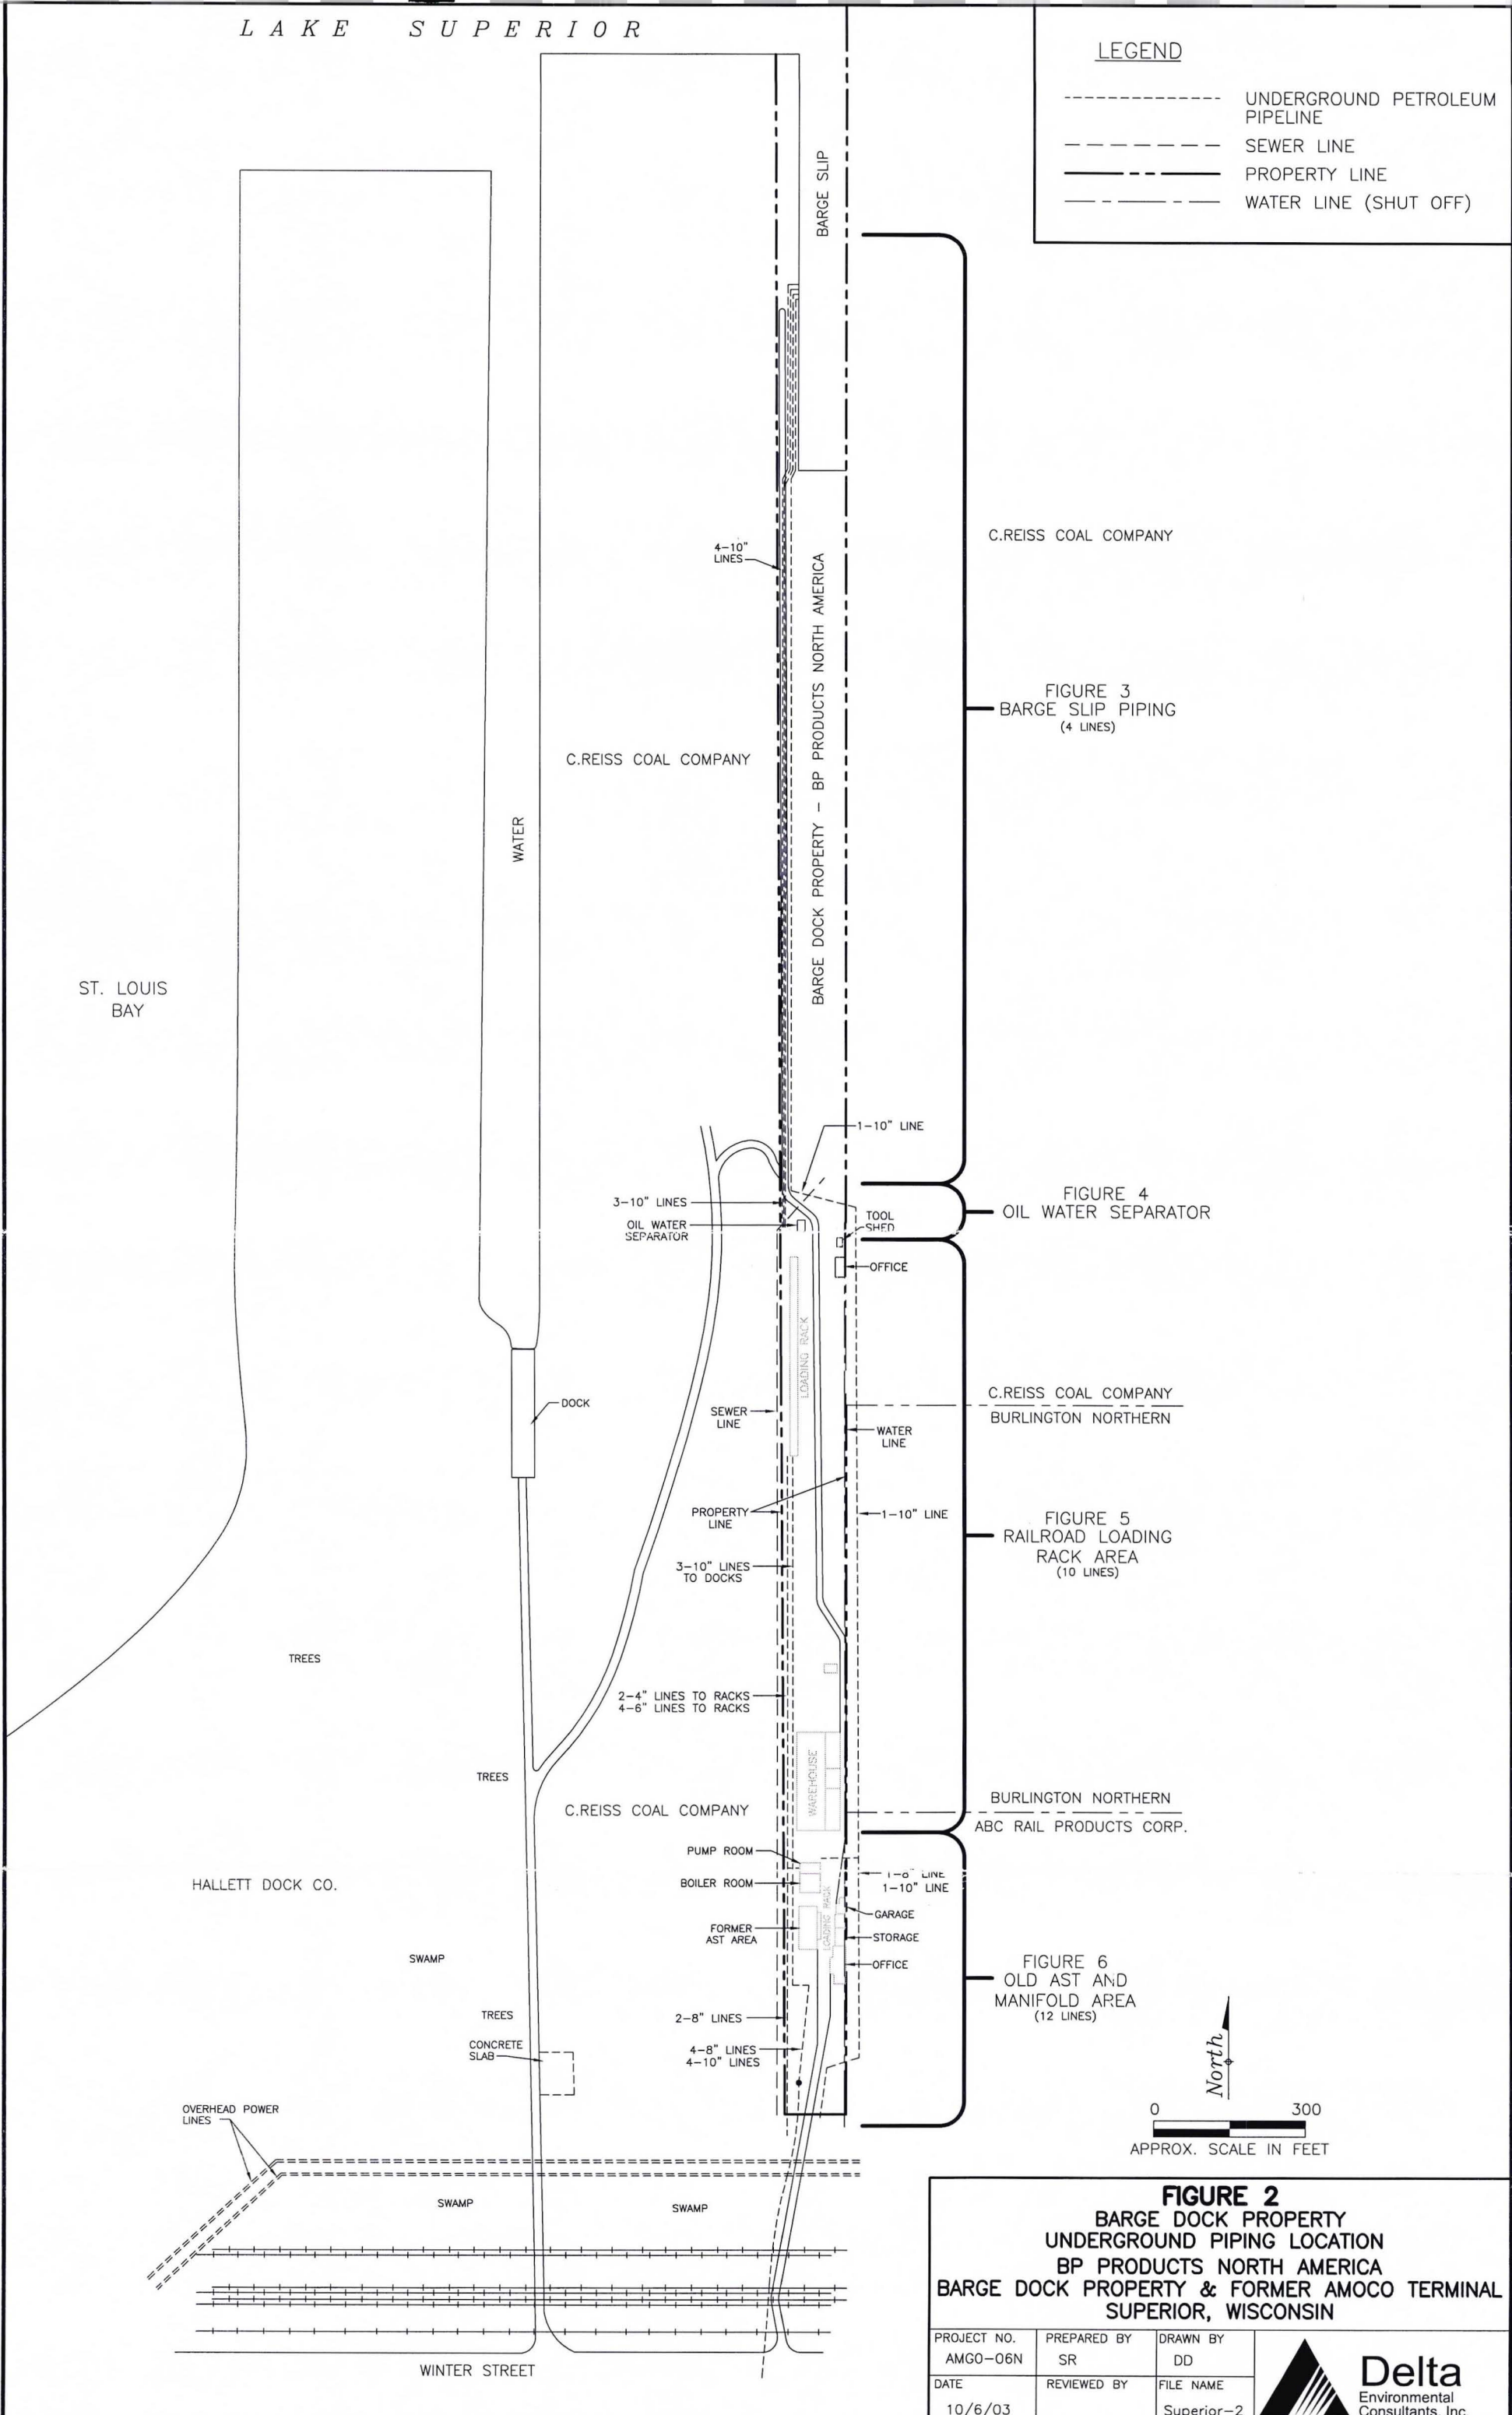 LAKE SUPERIOR
LEGEND
UNDERGROUND PETROLEUM
PIPELINE
SEWER LINE
PROPERTY LINE
WATER LINE (SHUT OFF)
BARGE SLIP
4-10"
LINES
C.REISS COAL COMPANY
BARGE DOCK PROPERTY - BP PRODUCTS NORTH AMERICA
FIGURE 3
BARGE SLIP PIPING
(4 LINES)
C.REISS COAL COMPANY
WATER
ST. LOUIS
BAY
1-10" LINE
3-10" LINES
OIL WATER
SEPARATOR
TOOL
SHED
FIGURE 4
OIL WATER SEPARATOR
OFFICE
LOADING RACK
DOCK
SEWER
LINE
C.REISS COAL COMPANY
BURLINGTON NORTHERN
WATER
LINE
PROPERTY
LINE
1-10" LINE
FIGURE 5
RAILROAD LOADING
RACK AREA
(10 LINES)
3-10" LINES
TO DOCKS
TREES
2-4" LINES TO RACKS
4-6" LINES TO RACKS
WAREHOUSE
TREES
C.REISS COAL COMPANY
BURLINGTON NORTHERN
ABC RAIL PRODUCTS CORP.
PUMP ROOM
BOILER ROOM
1-8" LINE
1-10" LINE
HALLETT DOCK CO.
LOADING RACK
GARAGE
FORMER
AST AREA
STORAGE
OFFICE
SWAMP
FIGURE 6
OLD AST AND
MANIFOLD AREA
(12 LINES)
TREES
2-8" LINES
CONCRETE
SLAB
4-8" LINES
4-10" LINES
North
OVERHEAD POWER
LINES
0 300
APPROX. SCALE IN FEET
SWAMP
SWAMP
WINTER STREET
FIGURE 2
BARGE DOCK PROPERTY
UNDERGROUND PIPING LOCATION
BP PRODUCTS NORTH AMERICA
BARGE DOCK PROPERTY & FORMER AMOCO TERMINAL
SUPERIOR, WISCONSIN
PROJECT NO. PREPARED BY DRAWN BY
AMGO-06N SR DD
DATE REVIEWED BY FILE NAME
10/6/03 Superior-2
Delta
Environmental
Consultants, Inc.